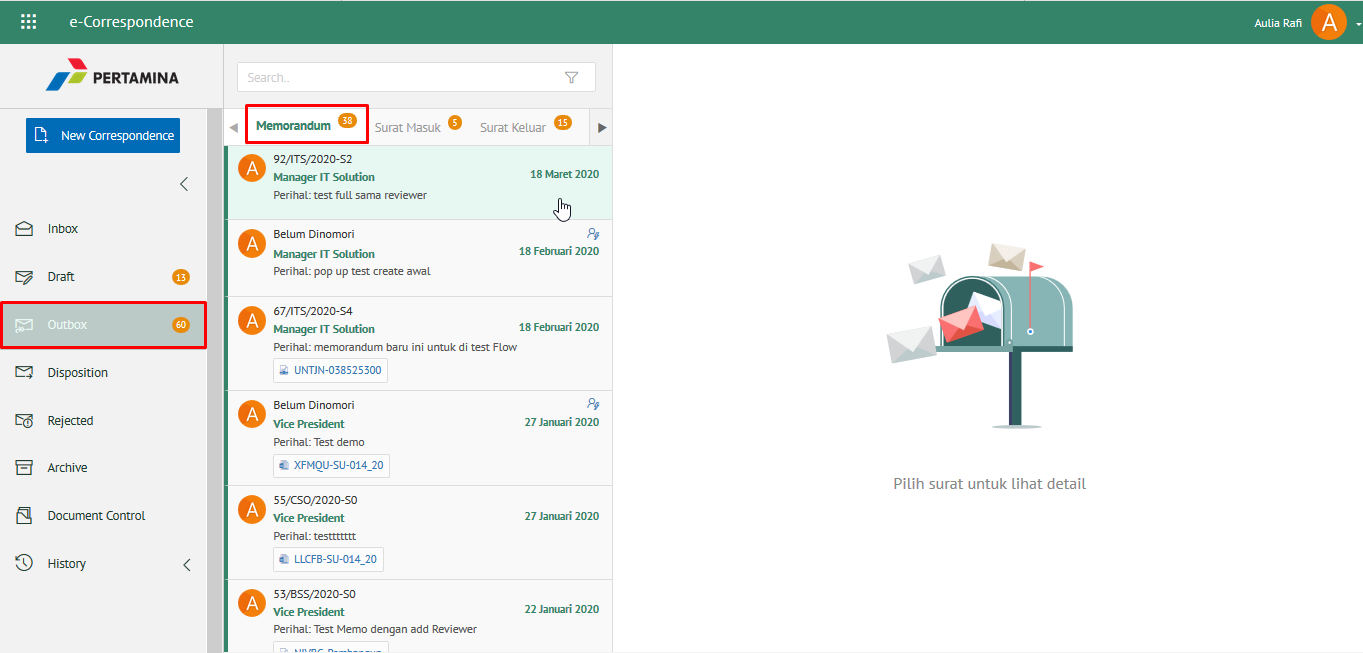 e-Correspondence
Aulia Rafi
A
PERTAMINA
New Correspondence
Inbox
Draft 13
Outbox 60
Disposition
Rejected
Archive
Document Control
History
Search..
Memorandum 38
Surat Masuk 5
Surat Keluar 15
A
92/ITS/2020-S2
Manager IT Solution
18 Maret 2020
Perihal: test full sama reviewer
A
Belum Dinomori
Manager IT Solution
18 Februari 2020
Perihal: pop up test create awal
A
67/ITS/2020-S4
Manager IT Solution
18 Februari 2020
Perihal: memorandum baru ini untuk di test Flow
UNTJN-038525300
A
Belum Dinomori
Vice President
27 Januari 2020
Perihal: Test demo
XFMQU-SU-014_20
A
55/CSO/2020-S0
Vice President
27 Januari 2020
Perihal: testttttttt
LLCFB-SU-014_20
A
53/BSS/2020-S0
Vice President
22 Januari 2020
Perihal: Test Memo dengan add Reviewer
Pilih surat untuk lihat detail